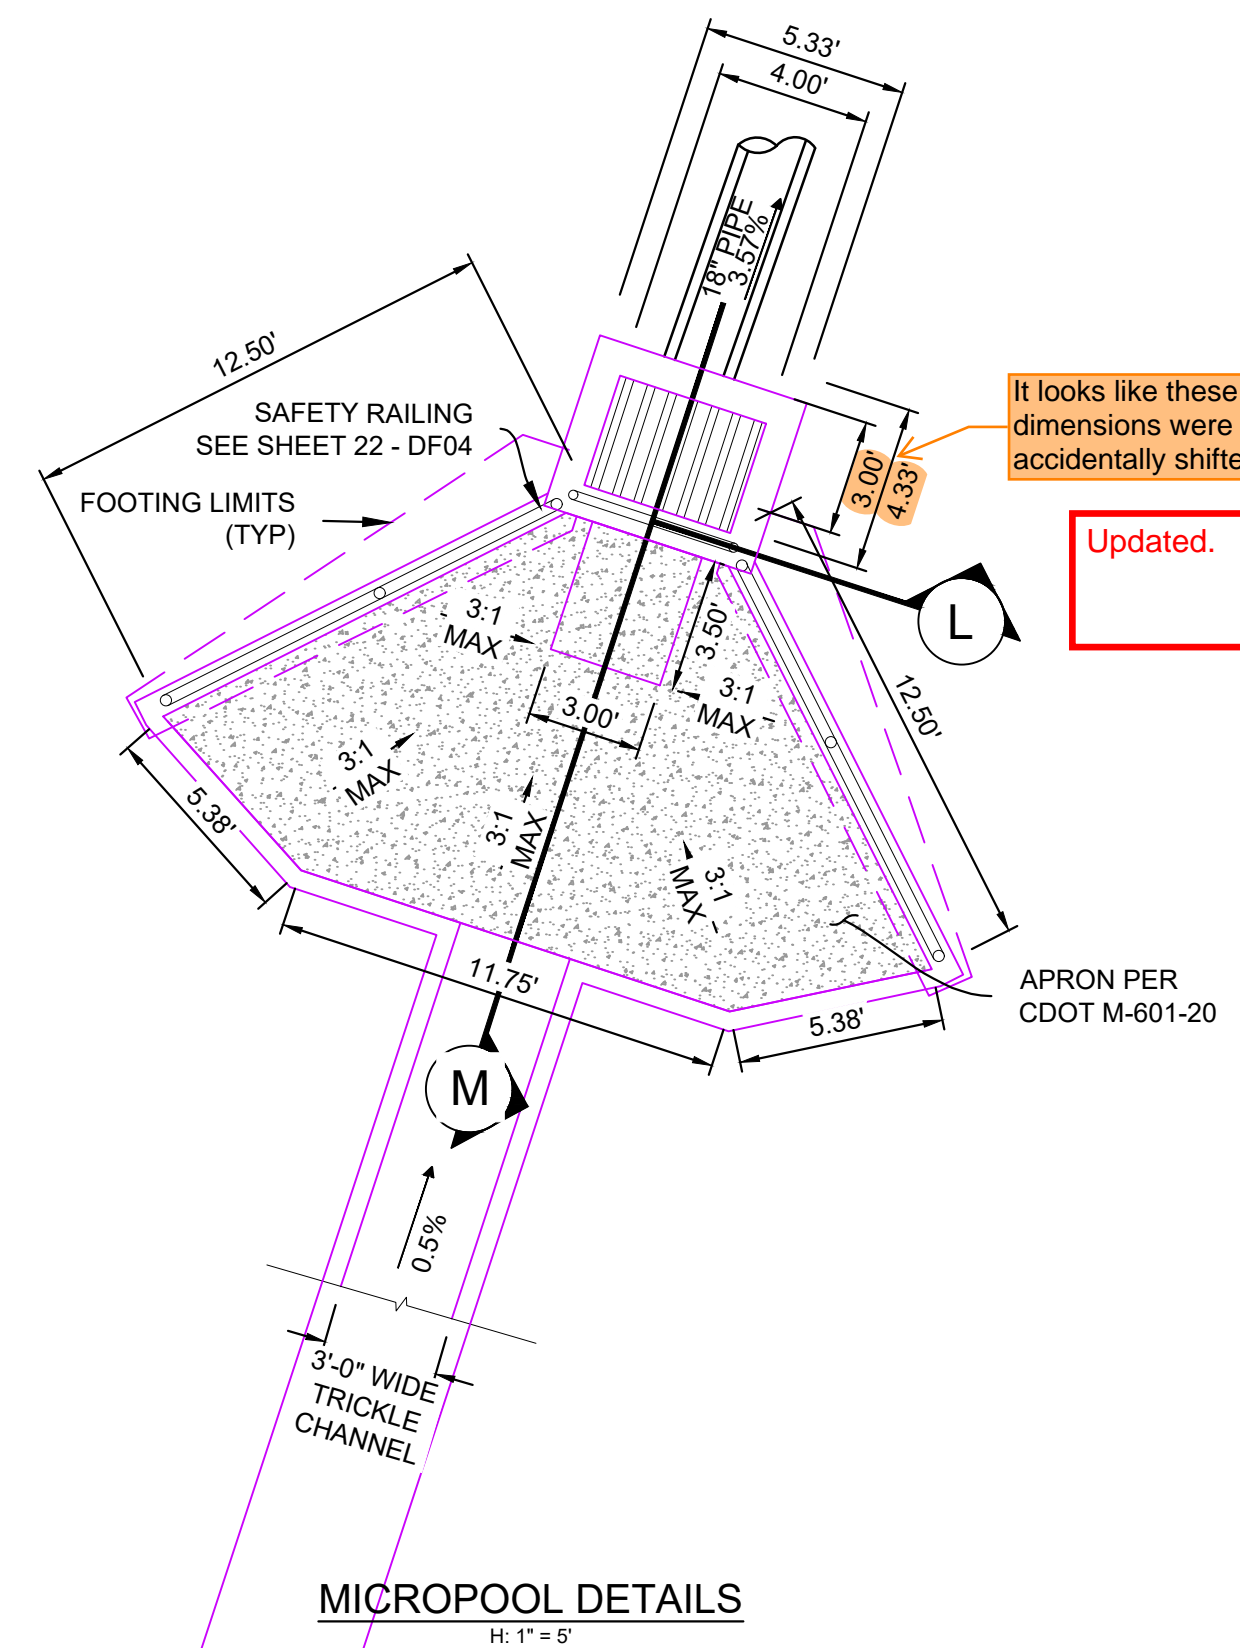 5.33'
4.00'
18" PIPE
3.57%
12.50'
SAFETY RAILING
SEE SHEET 22 - DF04
FOOTING LIMITS
(TYP)
It looks like these
dimensions were
accidentally shifte
3.00'
4.33'
Updated.
L
3:1
MAX
3.50'
3:1
MAX
12.50'
3.00'
3:1
MAX
3:1
MAX
3:1
MAX
5.38'
11.75'
5.38'
APRON PER
CDOT M-601-20
M
0.5%
3'-0" WIDE
TRICKLE
CHANNEL
MICROPOOL DETAILS
H: 1" = 5'